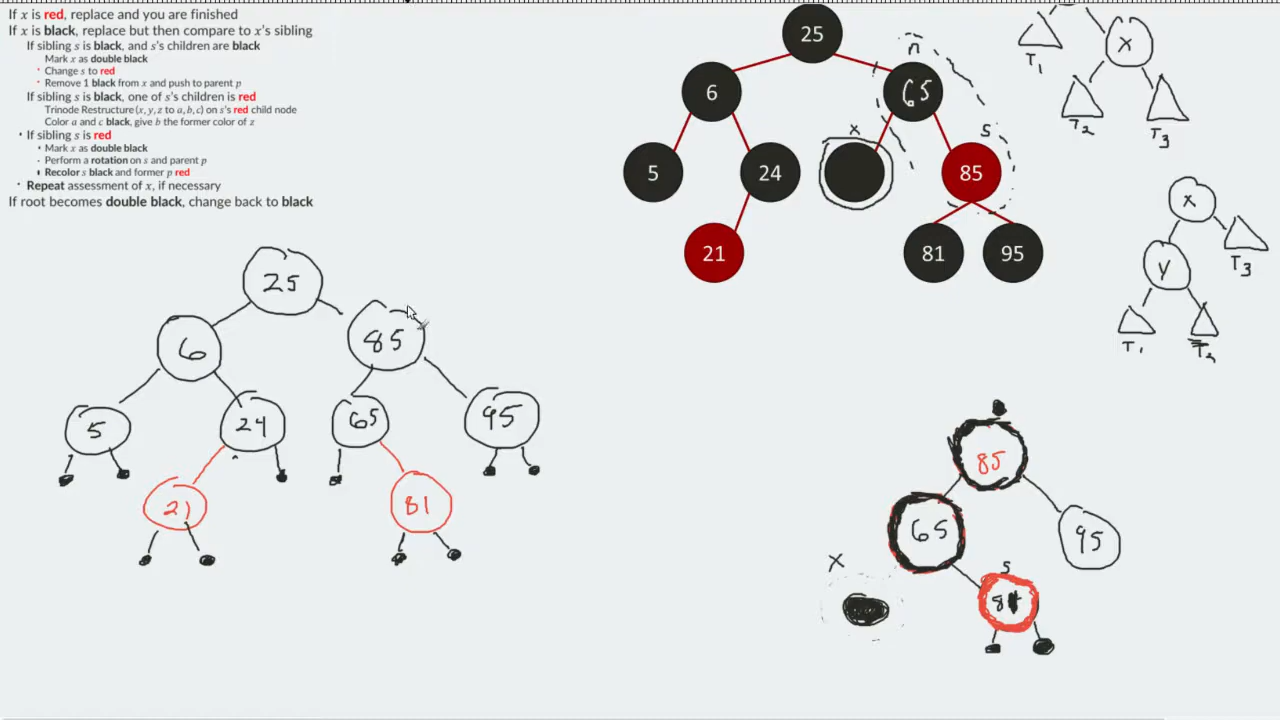 If x is red, replace and you are finished
If x is black, replace but then compare to x's sibling
If sibling s is black, and s's children are black
Mark x as double black
Change s to red
Remove 1 black from x and push to parent p
If sibling s is black, one of s's children is red
Trinode Restructure(x, y, z to a, b, c) on s's red child node
Color a and c black, give b the former color of z
If sibling s is red
Mark x as double black
Perform a rotation on s and parent p
Recolor s black and former p red
Repeat assessment of x, if necessary
If root becomes double black, change back to black
25
6
65
x
s
5
24
85
21
81
95
x
T1
T2
T3
x
y
T3
T1
25
6
85
5
24
65
95
21
81
85
65
95
x
s